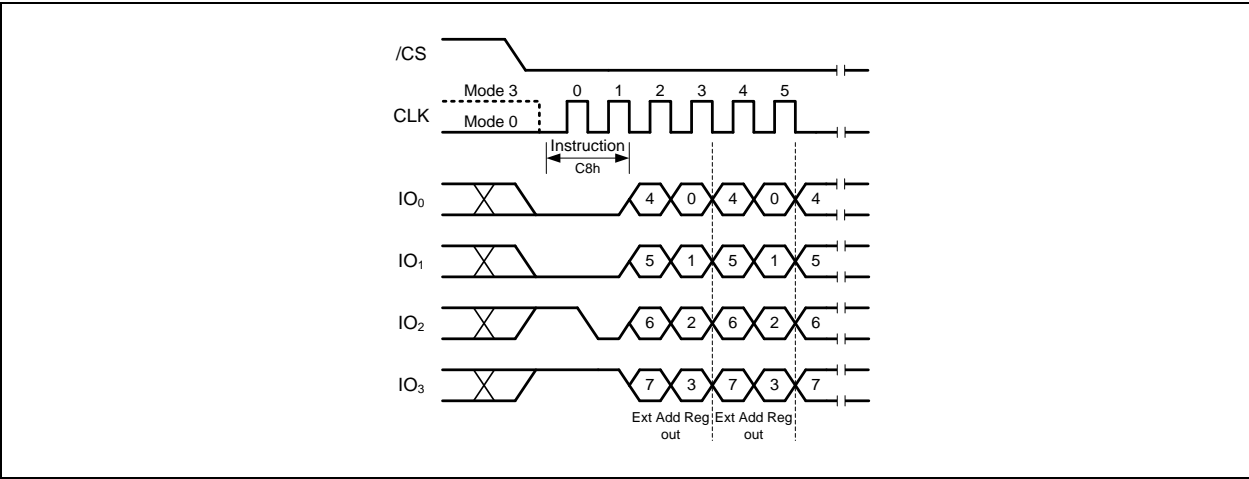 /CS
Mode 3 0 1 2 3 4 5
CLK
Mode 0
Instruction
C8h
IO₀ 4 0 4 0 4
IO₁ 5 1 5 1 5
IO₂ 6 2 6 2 6
IO₃ 7 3 7 3 7
Ext Add Reg Ext Add Reg
out out